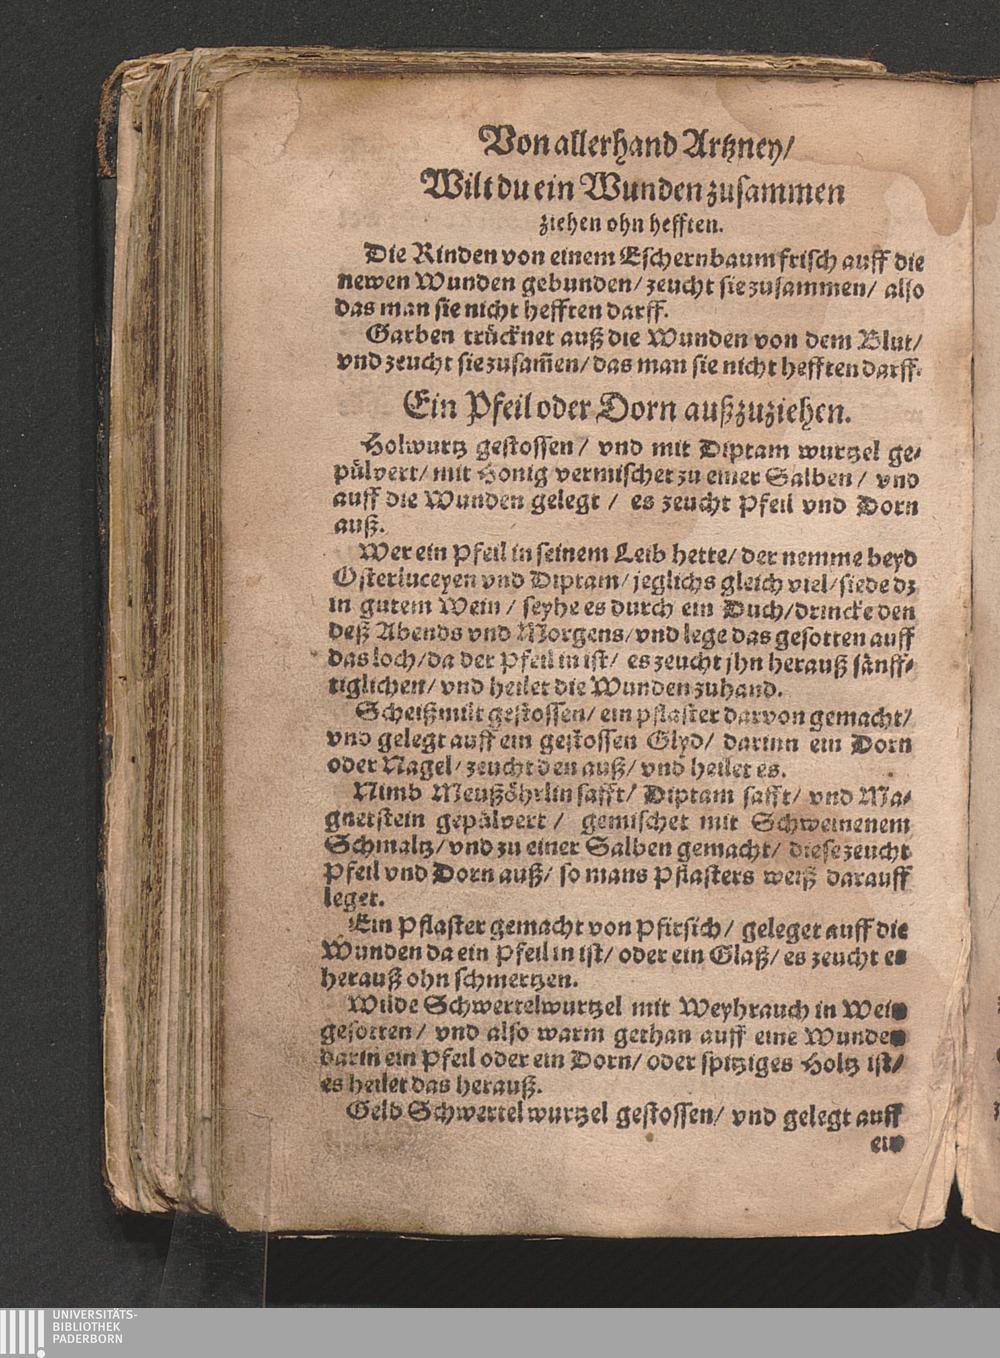 Von allerhand Artzney/
Wilt du ein Wunden zusammen
ziehen ohn hefften.
Die Rinden von einem Eschernbaum frisch auff die
newen Wunden gebunden/ zeucht sie zusammen/ also
das man sie nicht hefften darff.
Garben trücknet auß die Wunden von dem Blut/
vnd zeucht sie zusam̃en/ das man sie nicht hefften darff.
Ein Pfeil oder Dorn außzuziehen.
Holwurtz gestossen/ vnd mit Diptam wurtzel ge-
pülvert/ mit Honig vermischet zu einer Salben/ vnd
auff die Wunden gelegt/ es zeucht Pfeil vnd Dorn
auß.
Wer ein Pfeil in seinem Leib hette/ der nemme beyd
Osterluceyen vnd Diptam/ jeglichs gleich viel/ siede dz
in gutem Wein/ seyhe es durch ein Duch/ drincke den
deß Abends vnd Morgens/ vnd lege das gesotten auff
das loch/ da der Pfeil in ist/ es zeucht jhn herauß sänff-
tiglichen/ vnd heilet die Wunden zuhand.
Scheißmilt gestossen/ ein pflaster darvon gemacht/
vnd gelegt auff ein gestossen Glyd/ darinn ein Dorn
oder Nagel/ zeucht den auß/ vnd heilet es.
Nimb Meußöhrlin safft/ Diptam safft/ vnd Ma-
gnetstein gepülvert/ gemischet mit Schweinenem
Schmaltz/ vnd zu einer Salben gemacht/ diese zeucht
Pfeil vnd Dorn auß/ so mans Pflasters weiß darauff
leget.
Ein Pflaster gemacht von Pfirsich/ geleget auff die
Wunden da ein Pfeil in ist/ oder ein Glaß/ es zeucht es
herauß ohn schmertzen.
Wilde Schwertelwurtzel mit Weyhrauch in Wein
gesotten/ vnd also warm gethan auff eine Wunden
darin ein Pfeil oder ein Dorn/ oder spitziges Holtz ist/
es heilet das herauß.
Gelb Schwertelwurtzel gestossen/ vnd gelegt auff
ein
UNIVERSITÄTS-
BIBLIOTHEK
PADERBORN